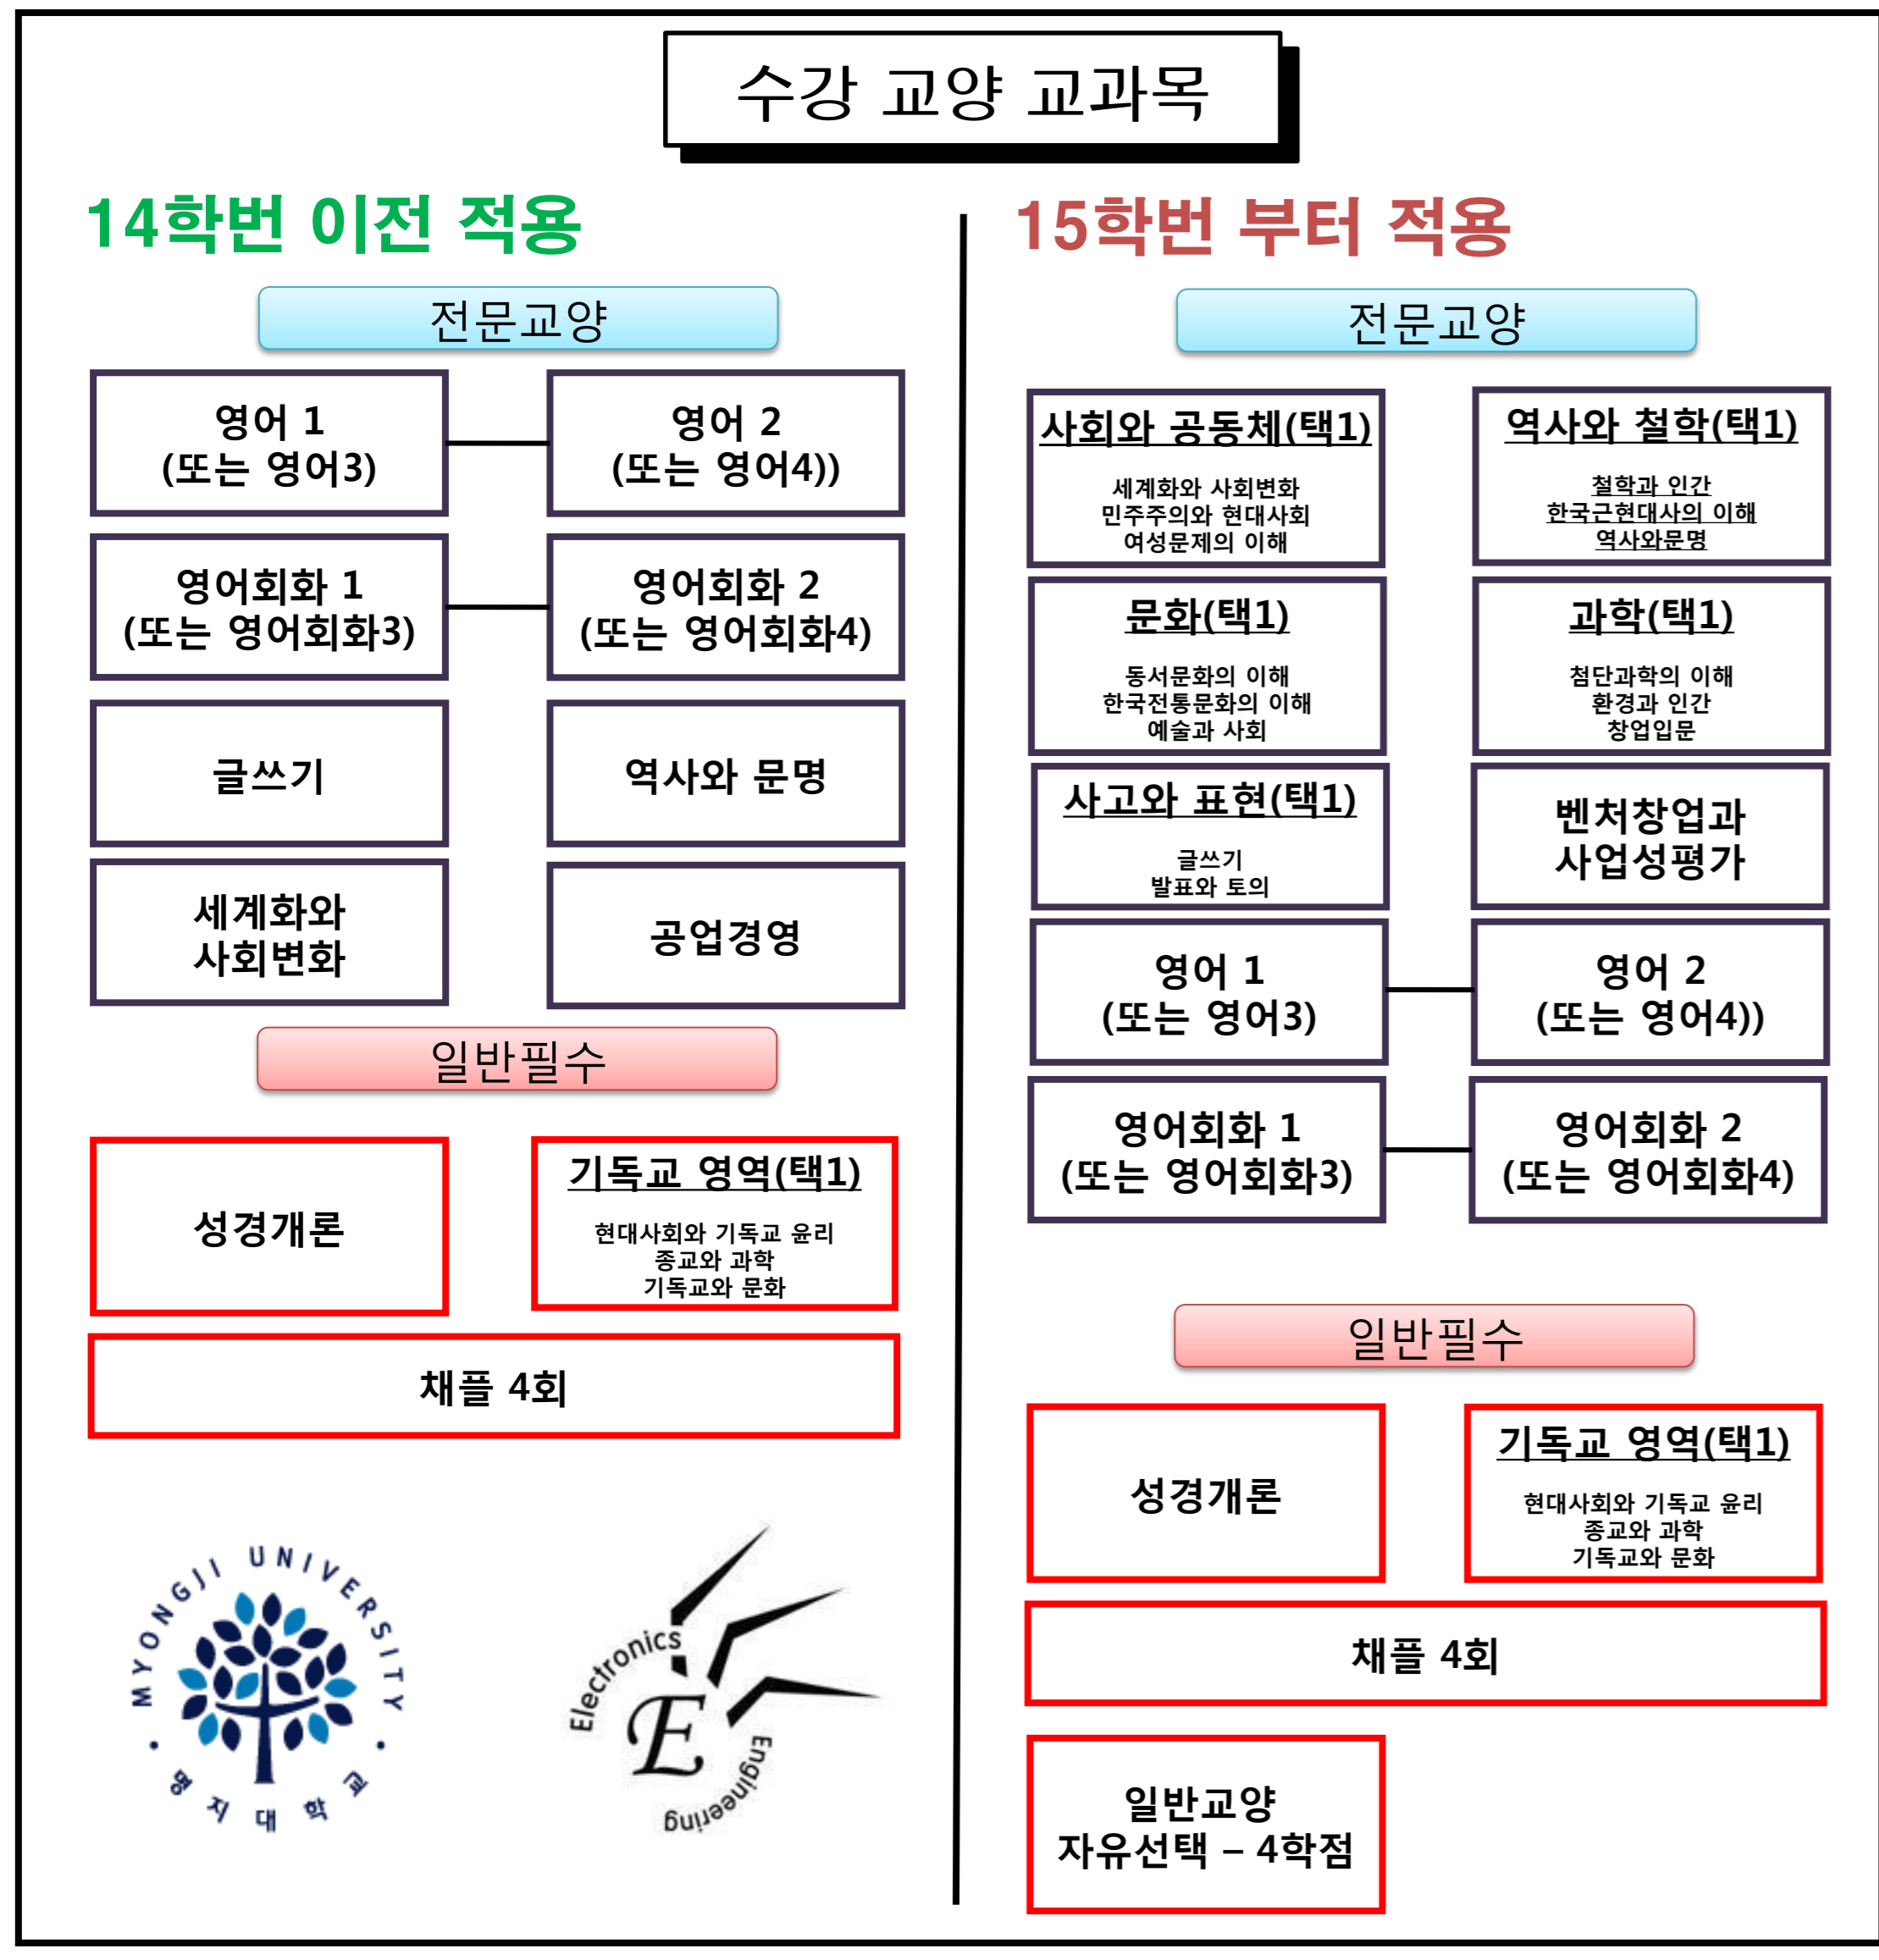 수강 교양 교과목
14학번 이전 적용
전문교양
영어 1
(또는 영어3)
영어 2
(또는 영어4))
영어회화 1
(또는 영어회화3)
영어회화 2
(또는 영어회화4)
글쓰기
역사와 문명
세계화와
사회변화
공업경영
일반필수
성경개론
기독교 영역(택1)
현대사회와 기독교 윤리
종교와 과학
기독교와 문화
채플 4회
MYONGJI UNIVERSITY
명지대학교
Electronics
E
Engineering
15학번 부터 적용
전문교양
사회와 공동체(택1)
세계화와 사회변화
민주주의와 현대사회
여성문제의 이해
역사와 철학(택1)
철학과 인간
한국근현대사의 이해
역사와문명
문화(택1)
동서문화의 이해
한국전통문화의 이해
예술과 사회
과학(택1)
첨단과학의 이해
환경과 인간
창업입문
사고와 표현(택1)
글쓰기
발표와 토의
벤처창업과
사업성평가
영어 1
(또는 영어3)
영어 2
(또는 영어4))
영어회화 1
(또는 영어회화3)
영어회화 2
(또는 영어회화4)
일반필수
성경개론
기독교 영역(택1)
현대사회와 기독교 윤리
종교와 과학
기독교와 문화
채플 4회
일반교양
자유선택 – 4학점